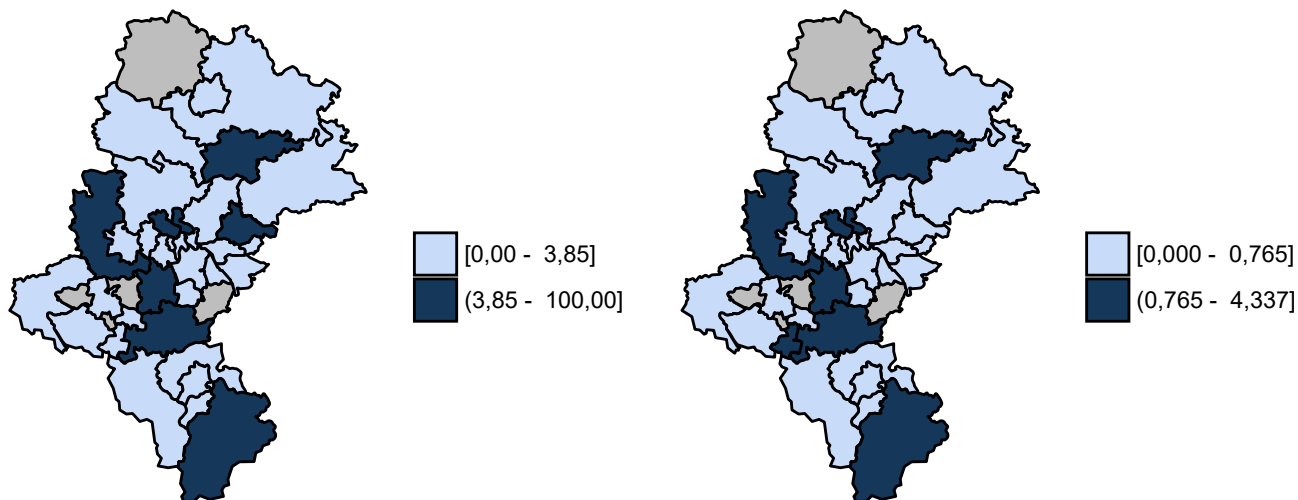 [0,00 -  3,85]
(3,85 -  100,00]
[0,000 -  0,765]
(0,765 -  4,337]